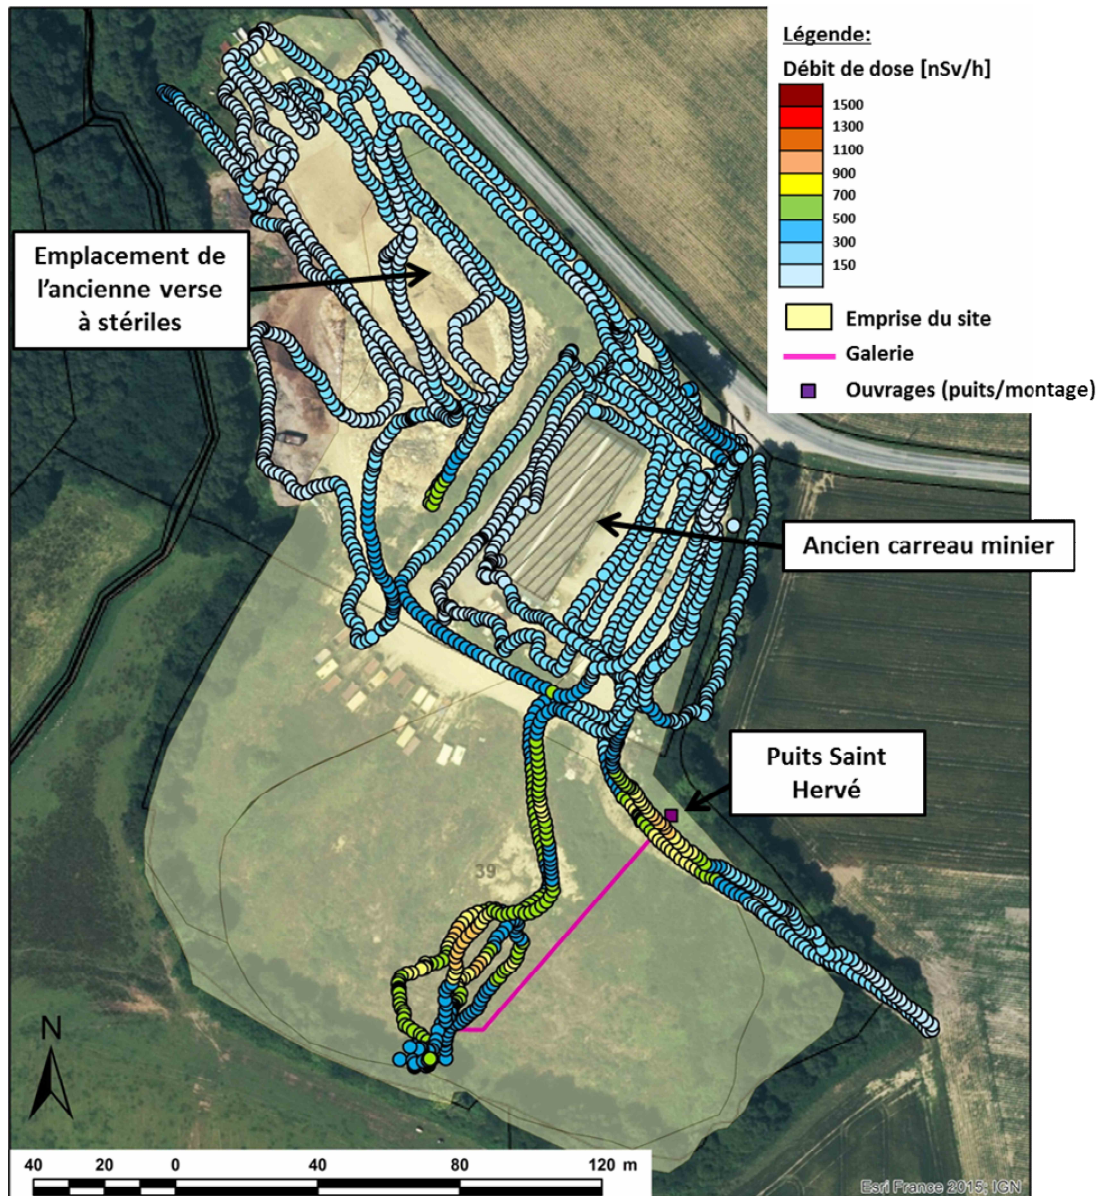 Légende:
Débit de dose [nSv/h]
1500
1300
1100
900
700
500
300
150
Emprise du site
Galerie
Ouvrages (puits/montage)
Emplacement de
l'ancienne verse
à stériles
Ancien carreau minier
Puits Saint
Hervé
39
N
40 20 0 40 80 120 m
Esri France 2015; IGN